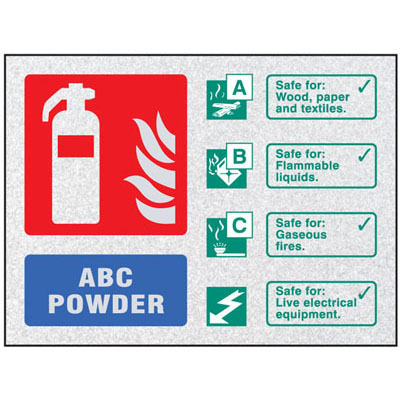 A
Safe for:
Wood, paper
and textiles.
B
Safe for:
Flammable
liquids.
C
Safe for:
Gaseous
fires.
ABC
POWDER
Safe for:
Live electrical
equipment.